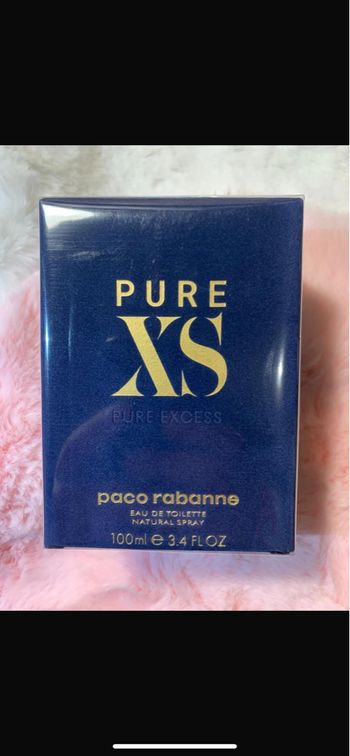 PURE
XS
PURE EXCESS
paco rabanne
EAU DE TOILETTE
NATURAL SPRAY
100ml ℮ 3.4 FL OZ